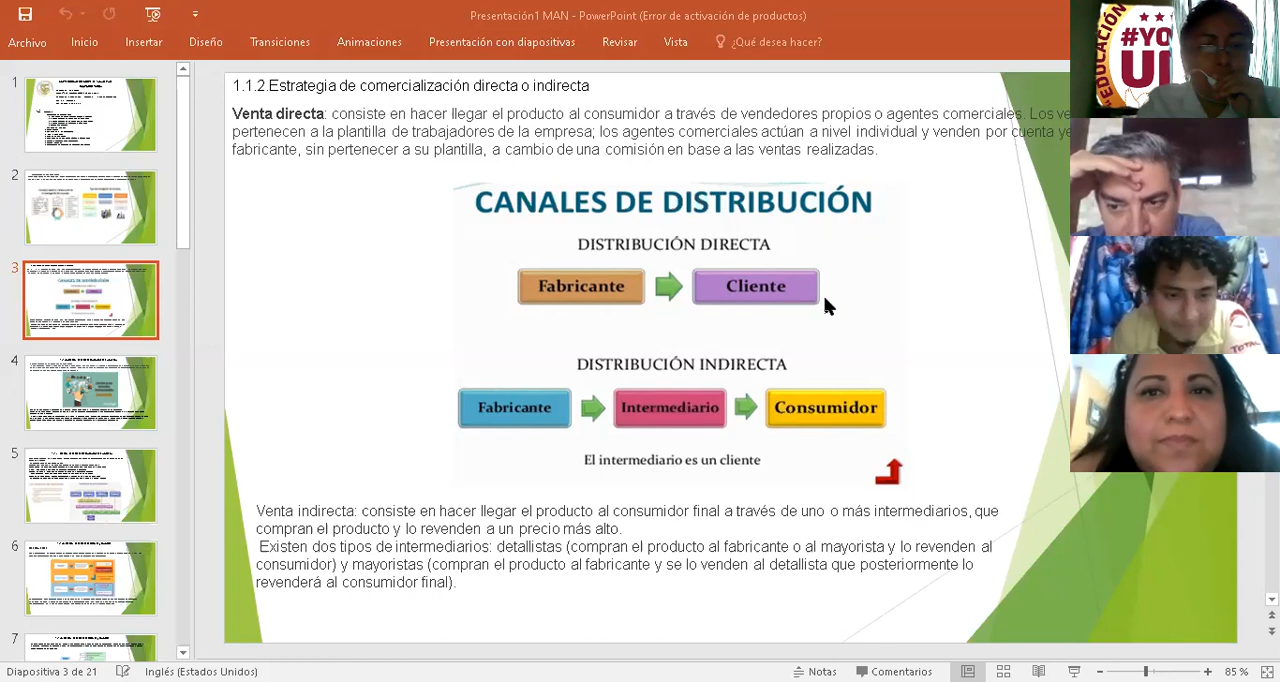 Presentación1 MAN - PowerPoint (Error de activación de productos)
Archivo Inicio Insertar Diseño Transiciones Animaciones Presentación con diapositivas Revisar Vista ¿Qué desea hacer?
1
2
3
4
5
6
7
1.1.2.Estrategia de comercialización directa o indirecta
Venta directa: consiste en hacer llegar el producto al consumidor a través de vendedores propios o agentes comerciales. Los
pertenecen a la plantilla de trabajadores de la empresa; los agentes comerciales actúan a nivel individual y venden por cuenta
fabricante, sin pertenecer a su plantilla, a cambio de una comisión en base a las ventas realizadas.
CANALES DE DISTRIBUCIÓN
DISTRIBUCIÓN DIRECTA
Fabricante Cliente
DISTRIBUCIÓN INDIRECTA
Fabricante Intermediario Consumidor
El intermediario es un cliente
Venta indirecta: consiste en hacer llegar el producto al consumidor final a través de uno o más intermediarios, que
compran el producto y lo revenden a un precio más alto.
Existen dos tipos de intermediarios: detallistas (compran el producto al fabricante o al mayorista y lo revenden al
consumidor) y mayoristas (compran el producto al fabricante y se lo venden al detallista que posteriormente lo
revenderá al consumidor final).
EDUCACIÓN
#YO
TOTAL
Diapositiva 3 de 21 Inglés (Estados Unidos) Notas Comentarios 85 %